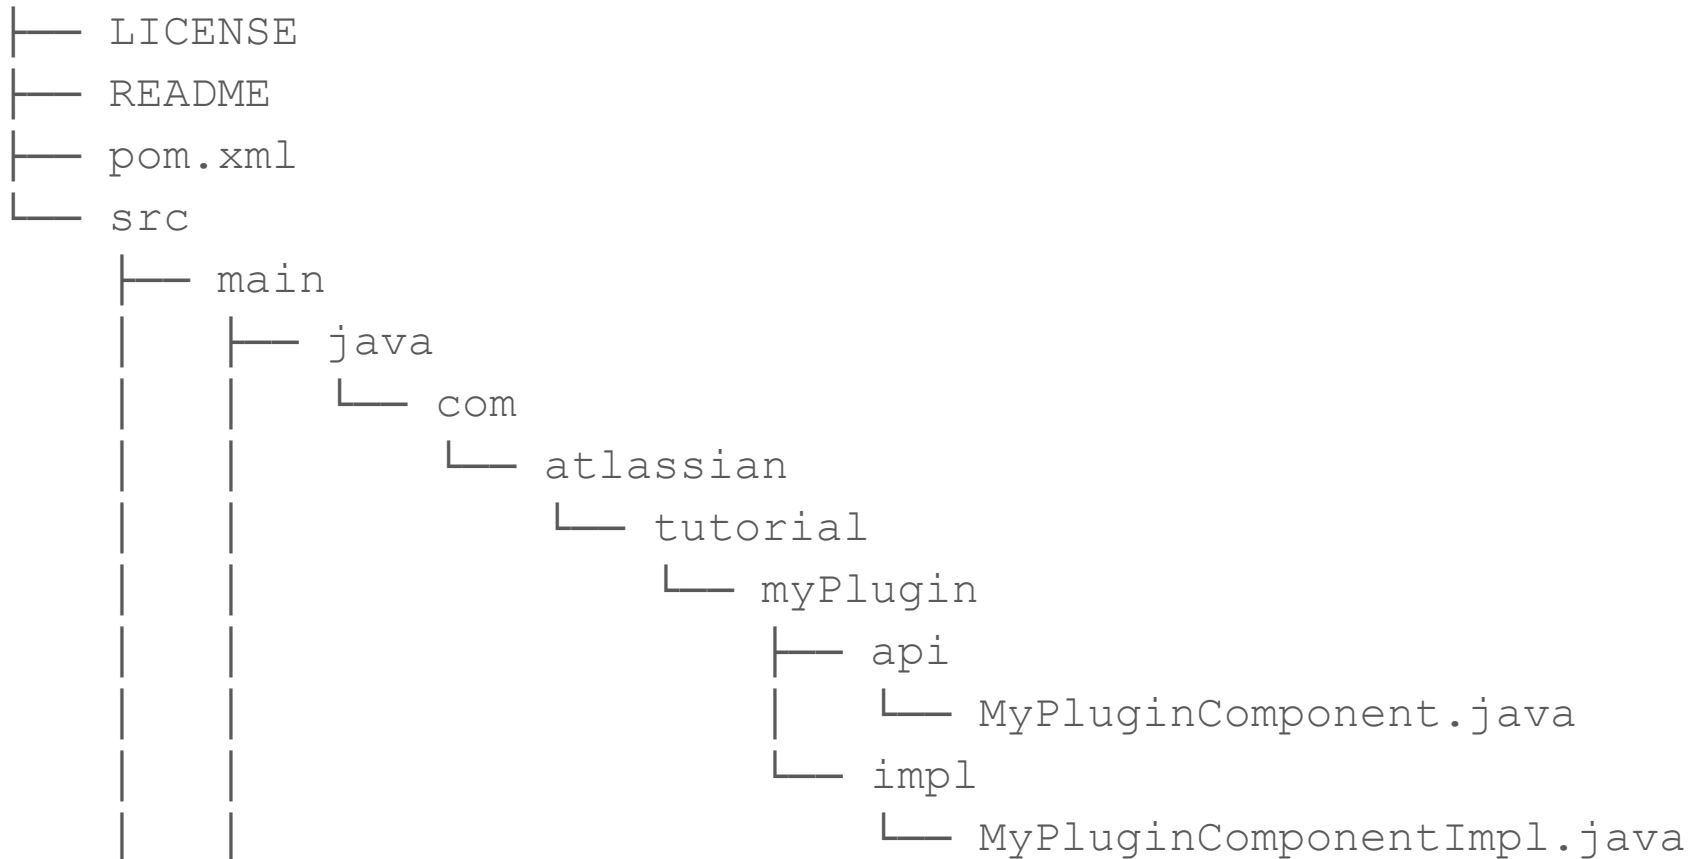 ├── LICENSE
├── README
├── pom.xml
└── src
    ├── main
    │   ├── java
    │   │   └── com
    │   │       └── atlassian
    │   │           └── tutorial
    │   │               └── myPlugin
    │   │                   ├── api
    │   │                   │   └── MyPluginComponent.java
    │   │                   └── impl
    │   │                       └── MyPluginComponentImpl.java